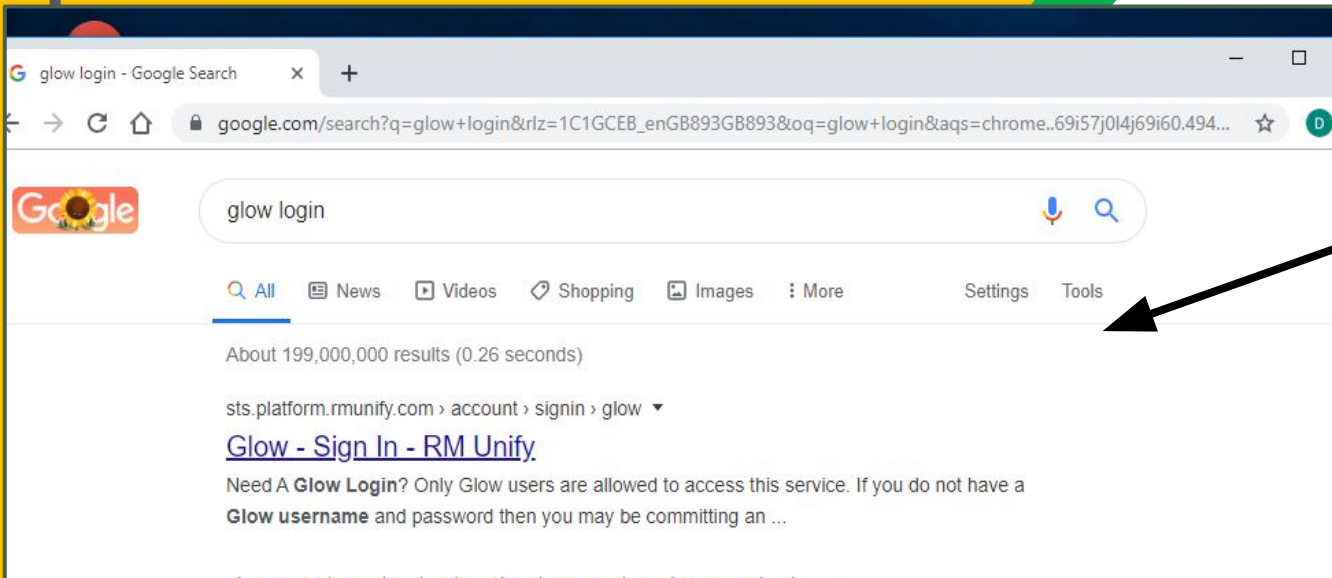 G glow login - Google Search
google.com/search?q=glow+login&rlz=1C1GCEB_enGB893GB893&oq=glow+login&aqs=chrome..69i57j0l4j69i60.494...
D
Google
glow login
All News Videos Shopping Images More Settings Tools
About 199,000,000 results (0.26 seconds)
sts.platform.rmunify.com › account › signin › glow
Glow - Sign In - RM Unify
Need A Glow Login? Only Glow users are allowed to access this service. If you do not have a
Glow username and password then you may be committing an ...